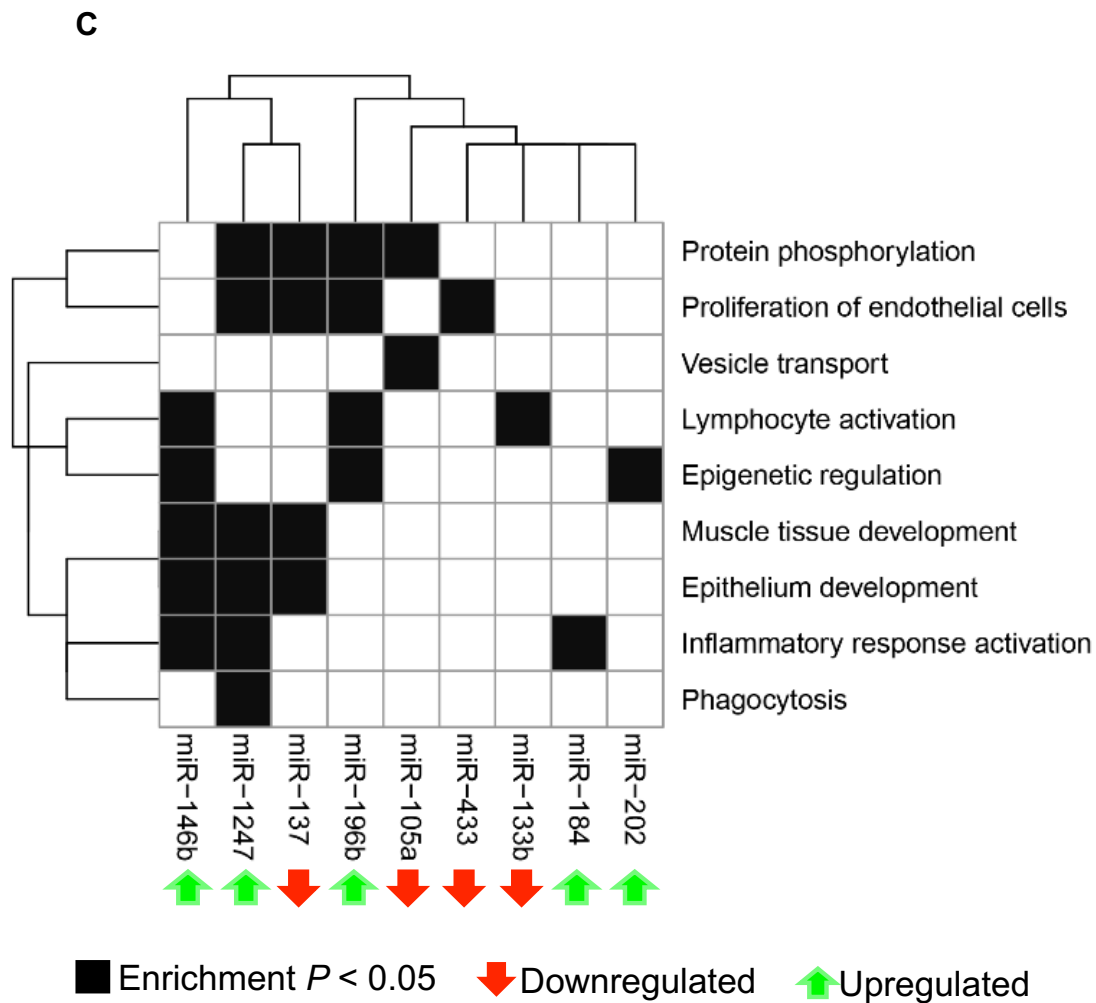 C
Protein phosphorylation
Proliferation of endothelial cells
Vesicle transport
Lymphocyte activation
Epigenetic regulation
Muscle tissue development
Epithelium development
Inflammatory response activation
Phagocytosis
miR−146b
miR−1247
miR−137
miR−196b
miR−105a
miR−433
miR−133b
miR−184
miR−202
Enrichment P < 0.05
Downregulated
Upregulated